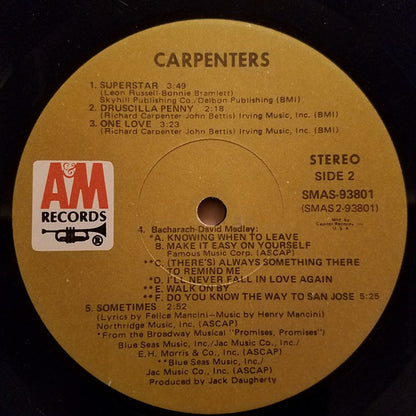 CARPENTERS
1. SUPERSTAR 3:49
(Leon Russell-Bonnie Bramlett)
Skyhill Publishing Co./Delbon Publishing (BMI)
2. DRUSCILLA PENNY 2:18
(Richard Carpenter-John Bettis) Irving Music, Inc. (BMI)
3. ONE LOVE 3:23
(Richard Carpenter-John Bettis) Irving Music, Inc. (BMI)
A&M
RECORDS
STEREO
SIDE 2
SMAS-93801
(SMAS 2-93801)
Mfd. by
Capitol Records, Inc.
U.S.A.
4. Bacharach-David Medley:
*A. KNOWING WHEN TO LEAVE
B. MAKE IT EASY ON YOURSELF
Famous Music Corp. (ASCAP)
**C. (THERE'S) ALWAYS SOMETHING THERE
TO REMIND ME
*D. I'LL NEVER FALL IN LOVE AGAIN
**E. WALK ON BY
**F. DO YOU KNOW THE WAY TO SAN JOSE 5:25
5. SOMETIMES 2:52
(Lyrics by Felice Mancini-Music by Henry Mancini)
Northridge Music, Inc. (ASCAP)
*From the Broadway Musical "Promises, Promises"
Blue Seas Music, Inc./Jac Music Co., Inc./
E.H. Morris & Co., Inc. (ASCAP)
**Blue Seas Music, Inc./
Jac Music Co., Inc. (ASCAP)
Produced by Jack Daugherty